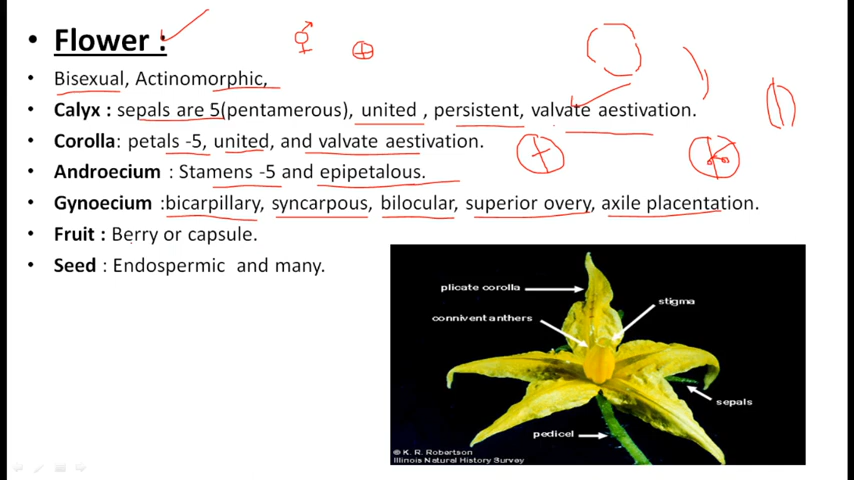 • Flower :
• Bisexual, Actinomorphic,
• Calyx : sepals are 5(pentamerous), united , persistent, valvate aestivation.
• Corolla: petals -5, united, and valvate aestivation.
• Androecium : Stamens -5 and epipetalous.
• Gynoecium :bicarpillary, syncarpous, bilocular, superior overy, axile placentation.
• Fruit : Berry or capsule.
• Seed : Endospermic and many.
plicate corolla
stigma
connivent anthers
sepals
pedicel
© K. R. Robertson
Illinois Natural History Survey